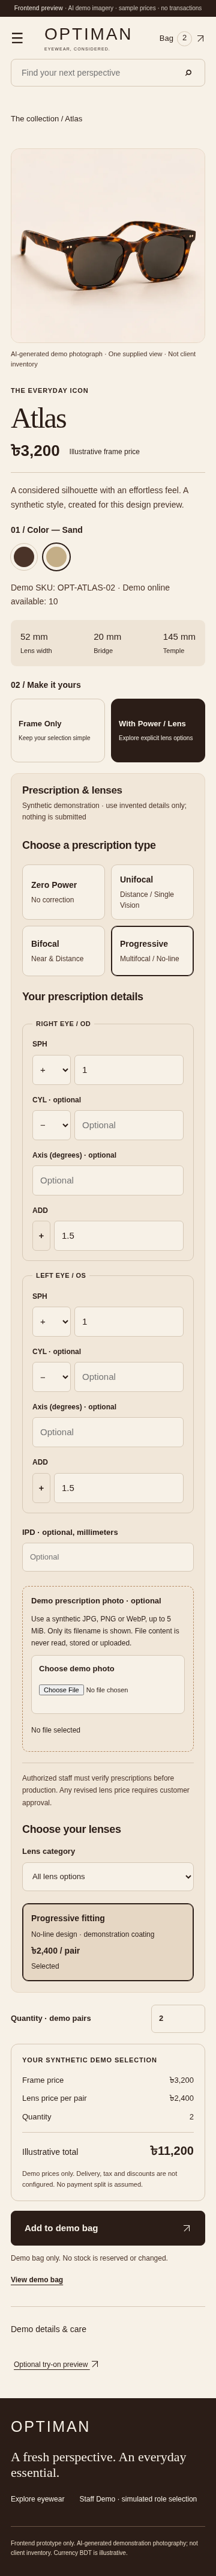 Frontend preview · AI demo imagery · sample prices · no transactions
OPTIMAN
EYEWEAR, CONSIDERED.
Bag 2
Find your next perspective
The collection / Atlas
AI-generated demo photograph · One supplied view · Not client
inventory
THE EVERYDAY ICON
Atlas
৳3,200 Illustrative frame price
A considered silhouette with an effortless feel. A
synthetic style, created for this design preview.
01 / Color — Sand
Demo SKU: OPT-ATLAS-02 · Demo online
available: 10
52 mm 20 mm 145 mm
Lens width Bridge Temple
02 / Make it yours
Frame Only
Keep your selection simple
With Power / Lens
Explore explicit lens options
Prescription & lenses
Synthetic demonstration · use invented details only;
nothing is submitted
Choose a prescription type
Zero Power
No correction
Unifocal
Distance / Single
Vision
Bifocal
Near & Distance
Progressive
Multifocal / No-line
Your prescription details
RIGHT EYE / OD
SPH
+ 1
CYL · optional
− Optional
Axis (degrees) · optional
Optional
ADD
+ 1.5
LEFT EYE / OS
SPH
+ 1
CYL · optional
− Optional
Axis (degrees) · optional
Optional
ADD
+ 1.5
IPD · optional, millimeters
Optional
Demo prescription photo · optional
Use a synthetic JPG, PNG or WebP, up to 5
MiB. Only its filename is shown. File content is
never read, stored or uploaded.
Choose demo photo
Choose File No file chosen
No file selected
Authorized staff must verify prescriptions before
production. Any revised lens price requires customer
approval.
Choose your lenses
Lens category
All lens options
Progressive fitting
No-line design · demonstration coating
৳2,400 / pair
Selected
Quantity · demo pairs 2
YOUR SYNTHETIC DEMO SELECTION
Frame price ৳3,200
Lens price per pair ৳2,400
Quantity 2
Illustrative total ৳11,200
Demo prices only. Delivery, tax and discounts are not
configured. No payment split is assumed.
Add to demo bag
Demo bag only. No stock is reserved or changed.
View demo bag
Demo details & care
Optional try-on preview
OPTIMAN
A fresh perspective. An everyday
essential.
Explore eyewear Staff Demo · simulated role selection
Frontend prototype only. AI-generated demonstration photography; not
client inventory. Currency BDT is illustrative.